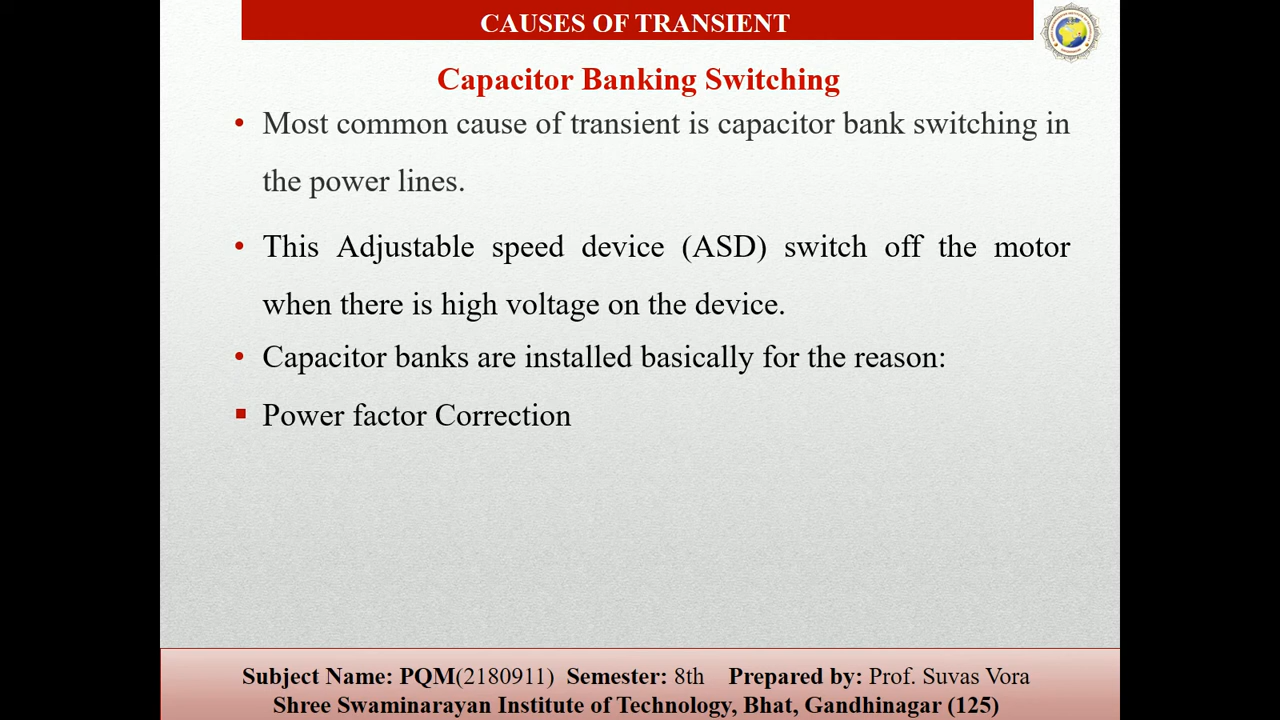 CAUSES OF TRANSIENT
Capacitor Banking Switching
• Most common cause of transient is capacitor bank switching in
the power lines.
• This Adjustable speed device (ASD) switch off the motor
when there is high voltage on the device.
• Capacitor banks are installed basically for the reason:
▪ Power factor Correction
Subject Name: PQM(2180911) Semester: 8th Prepared by: Prof. Suvas Vora
Shree Swaminarayan Institute of Technology, Bhat, Gandhinagar (125)